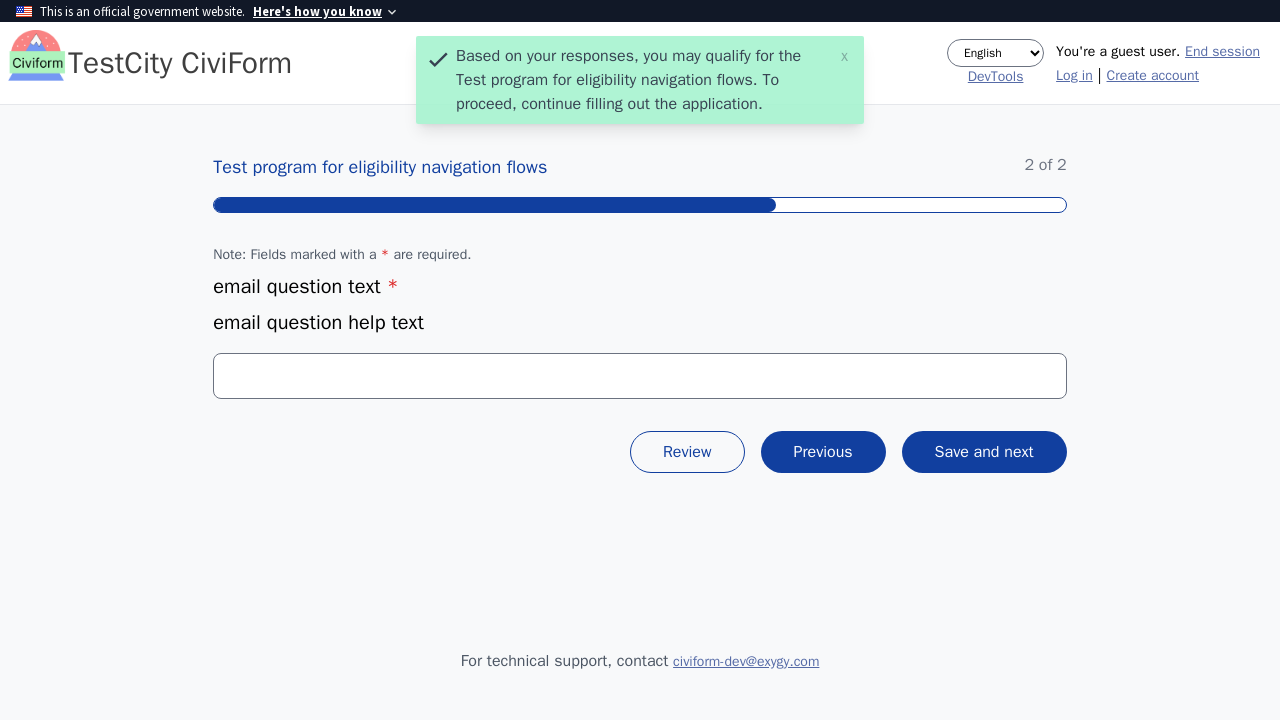 This is an official government website. Here's how you know
Civiform
TestCity CiviForm
Based on your responses, you may qualify for the
Test program for eligibility navigation flows. To
proceed, continue filling out the application.
x
English
DevTools
You're a guest user. End session
Log in | Create account
Test program for eligibility navigation flows
2 of 2
Note: Fields marked with a * are required.
email question text *
email question help text
Review
Previous
Save and next
For technical support, contact civiform-dev@exygy.com